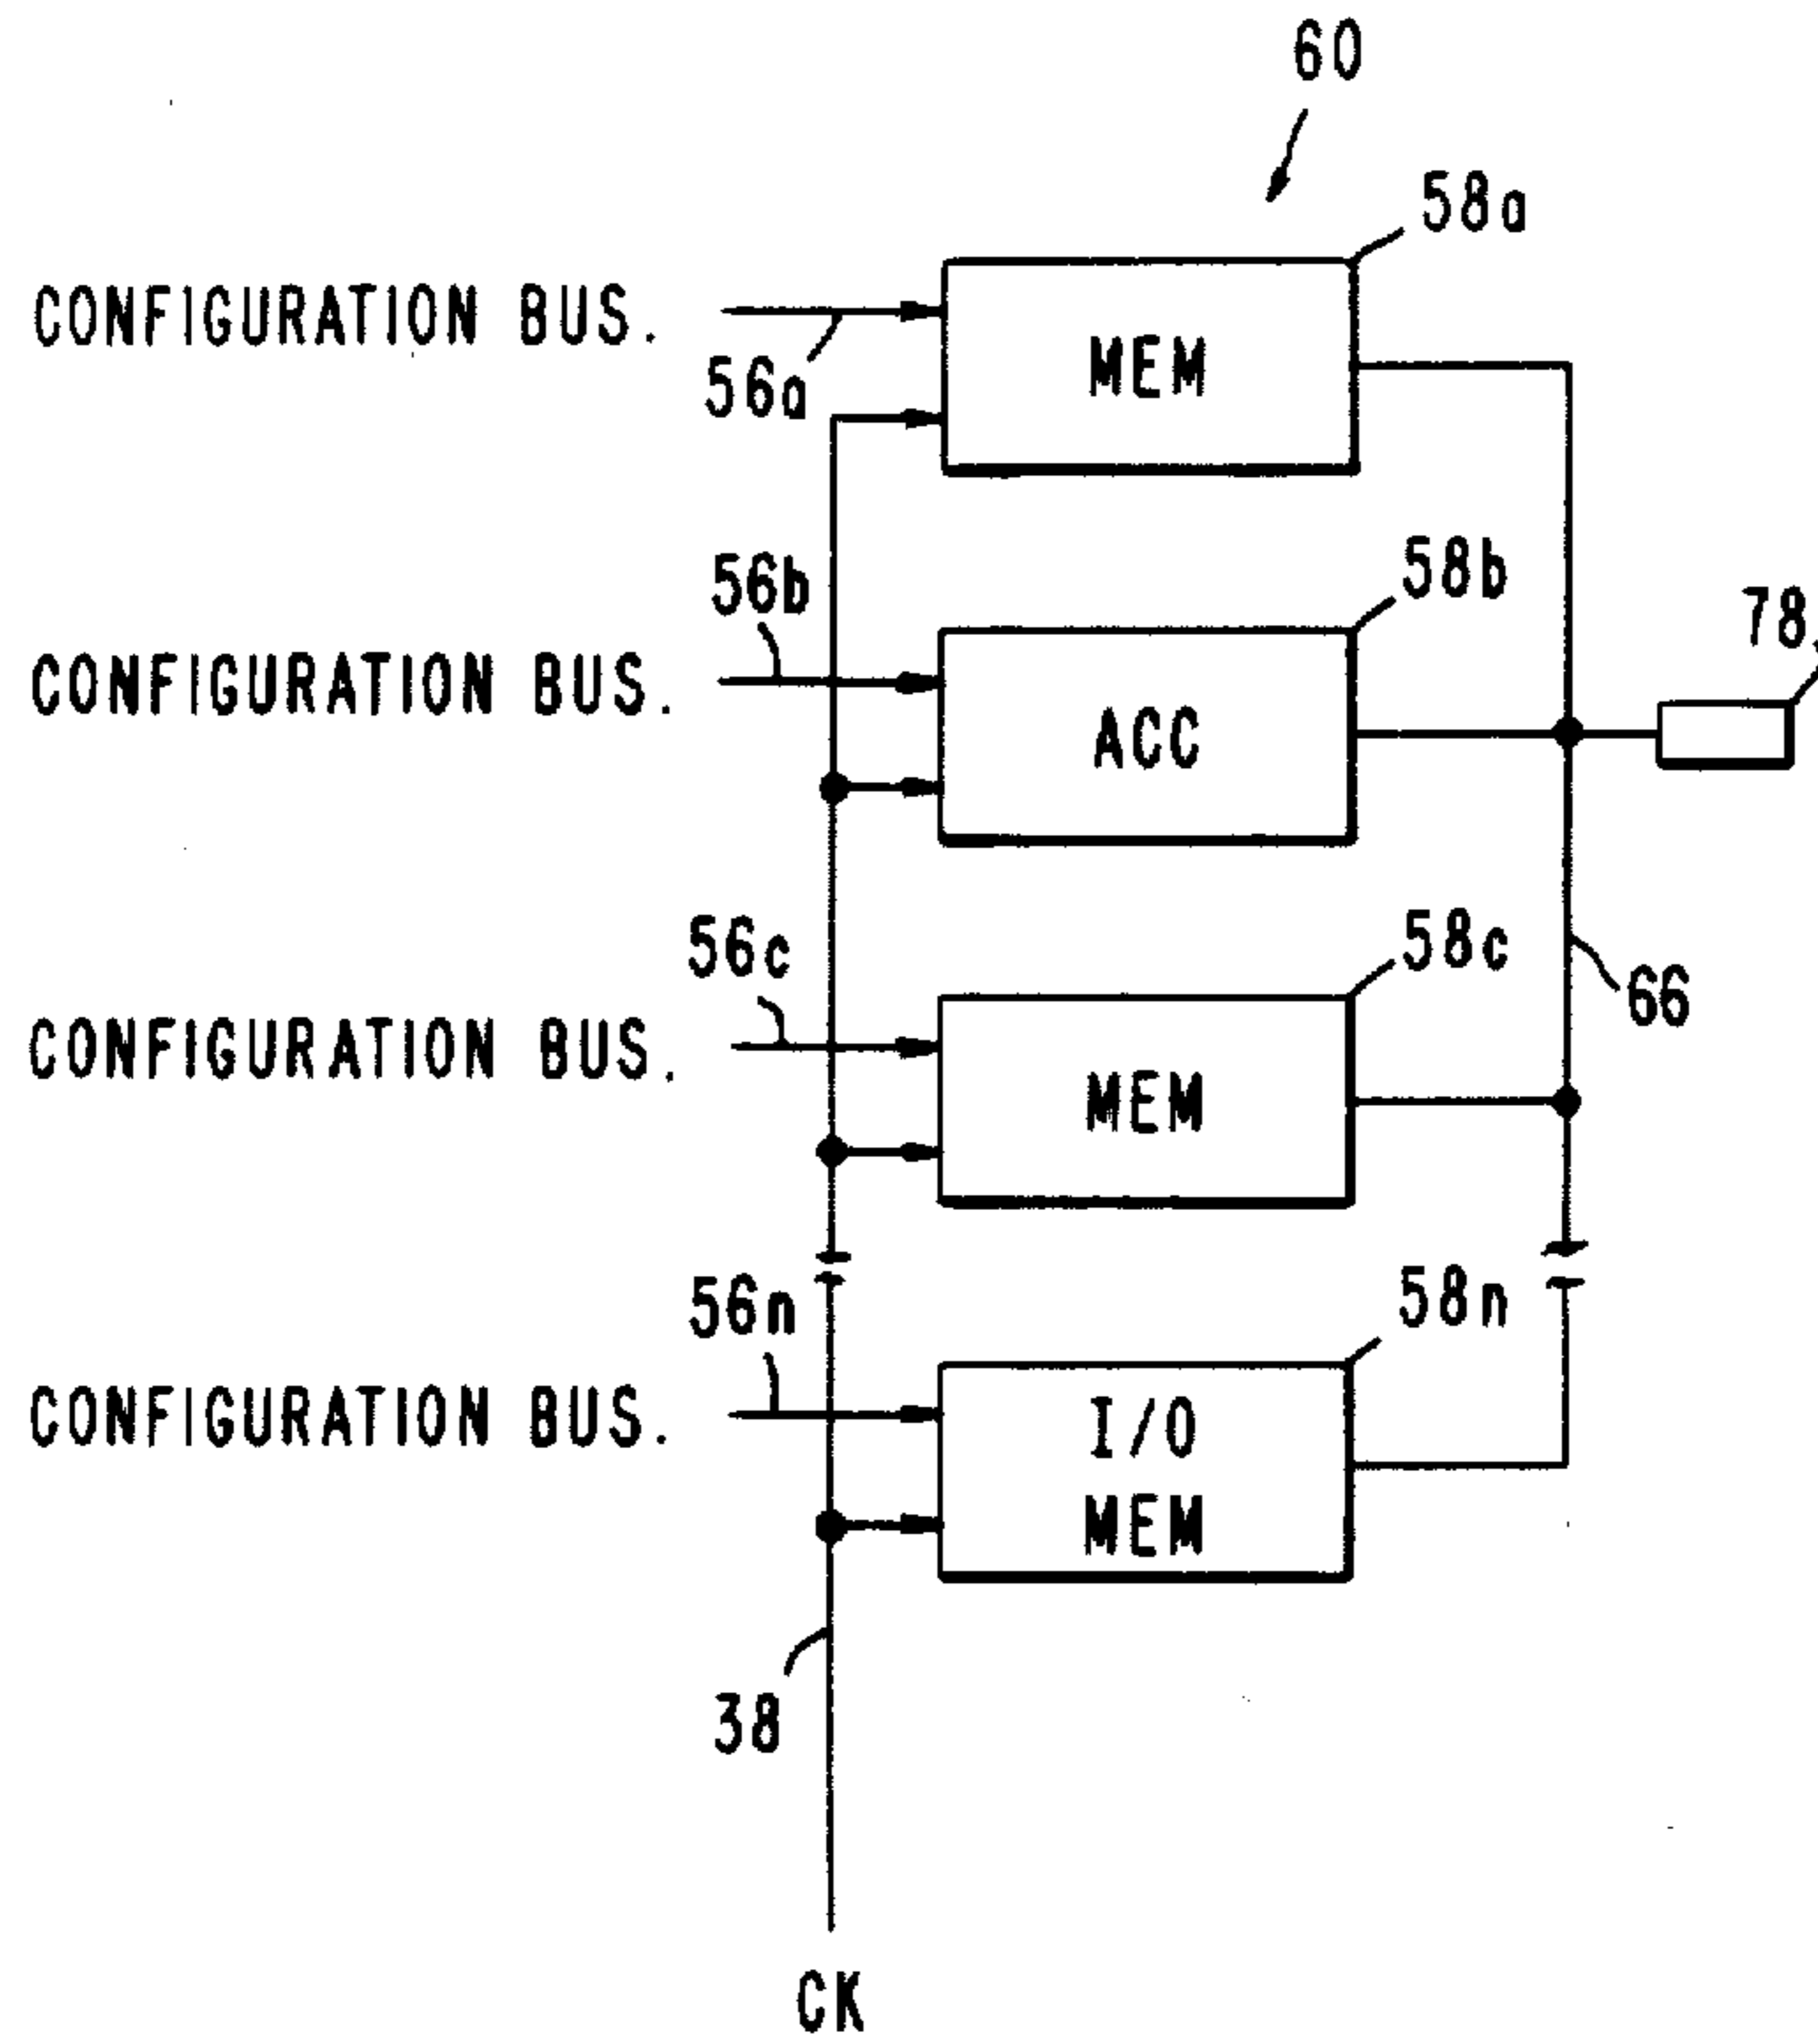 60
58a
CONFIGURATION BUS.
MEM
56a
56b
58b
78
CONFIGURATION BUS.
ACC
56c
58c
66
CONFIGURATION BUS.
MEM
56n
58n
CONFIGURATION BUS.
I/O
MEM
38
CK